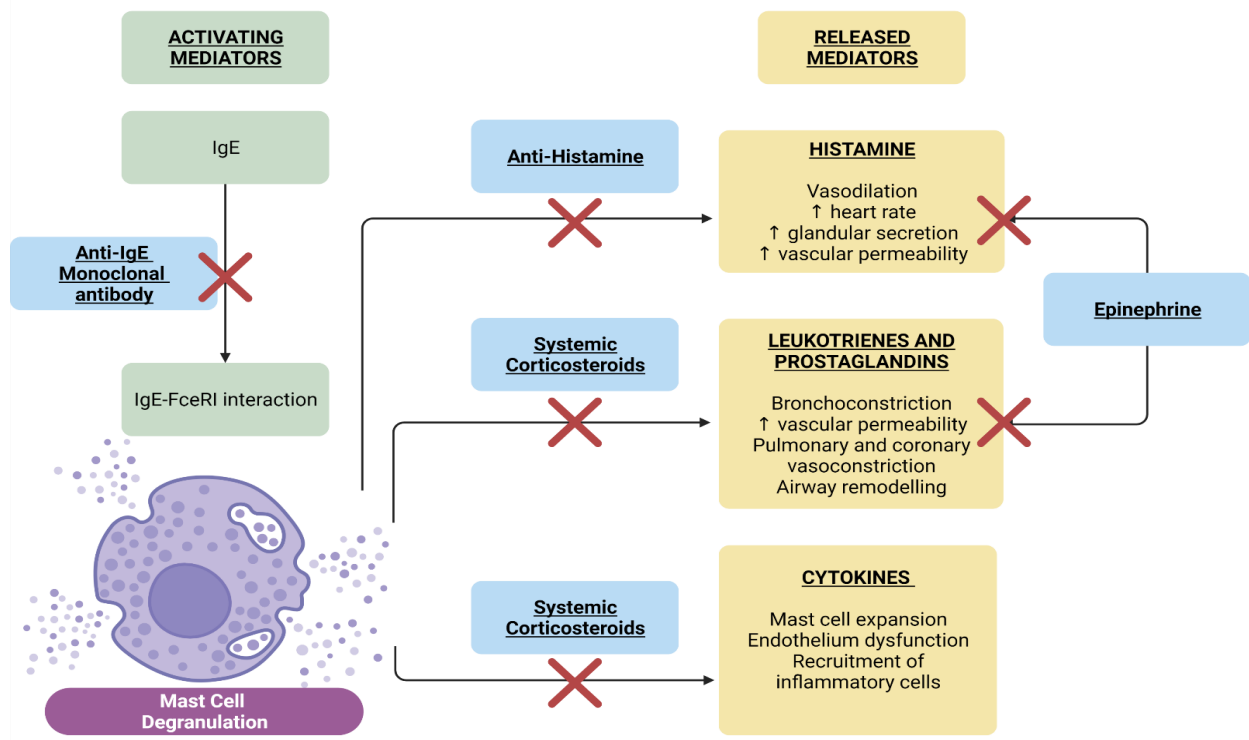 ACTIVATING
MEDIATORS
RELEASED
MEDIATORS
IgE
Anti-IgE
Monoclonal
antibody
IgE-FceRI interaction
Mast Cell
Degranulation
Anti-Histamine
Systemic
Corticosteroids
Systemic
Corticosteroids
HISTAMINE
Vasodilation
↑ heart rate
↑ glandular secretion
↑ vascular permeability
LEUKOTRIENES AND
PROSTAGLANDINS
Bronchoconstriction
↑ vascular permeability
Pulmonary and coronary
vasoconstriction
Airway remodelling
CYTOKINES
Mast cell expansion
Endothelium dysfunction
Recruitment of
inflammatory cells
Epinephrine